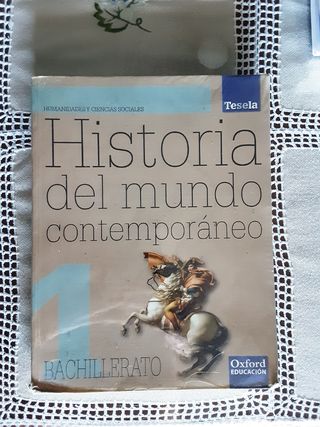 HUMANIDADES Y CIENCIAS SOCIALES
Tesela
Historia
del mundo
contemporáneo
1
BACHILLERATO
Oxford
EDUCACIÓN